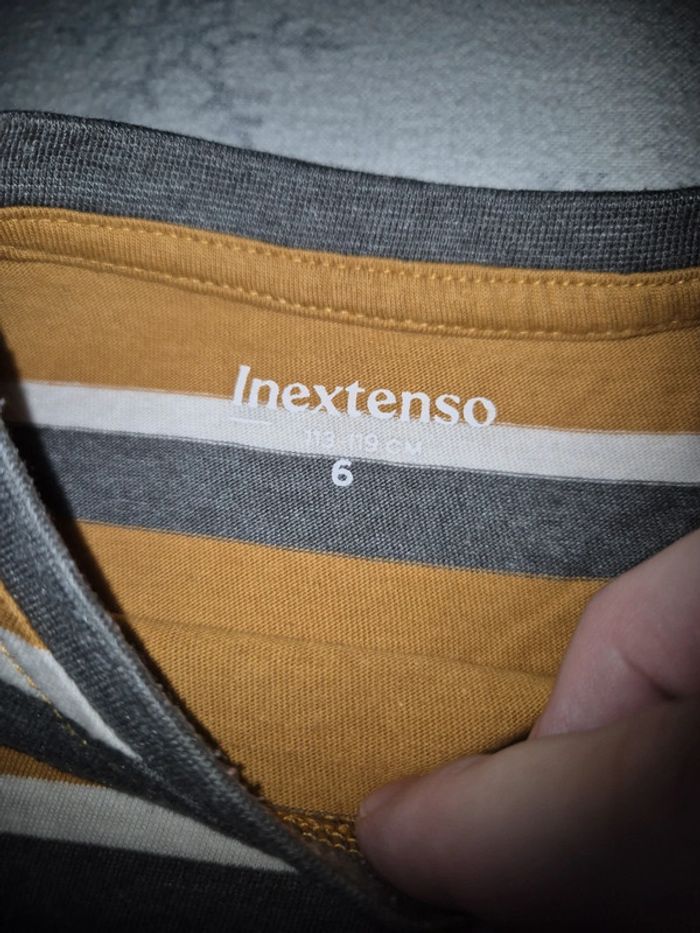 Inextenso
113 /119 CM
6